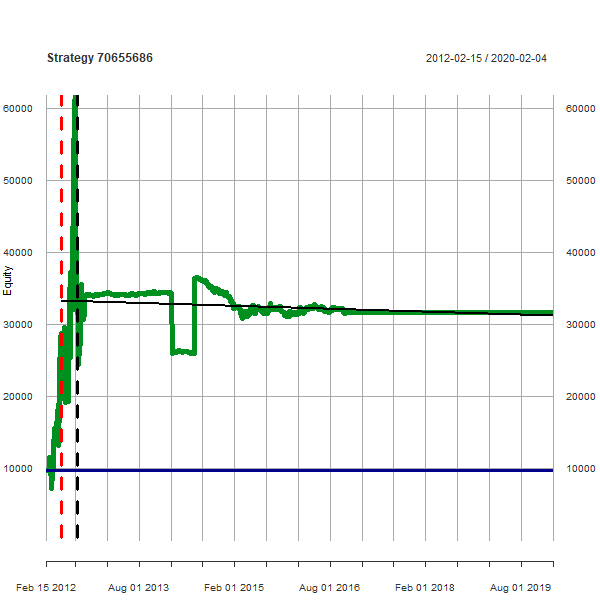 Strategy 70655686
2012-02-15 / 2020-02-04
60000
60000
50000
50000
40000
40000
Equity
30000
30000
20000
20000
10000
10000
Feb 15 2012
Aug 01 2013
Feb 01 2015
Aug 01 2016
Feb 01 2018
Aug 01 2019